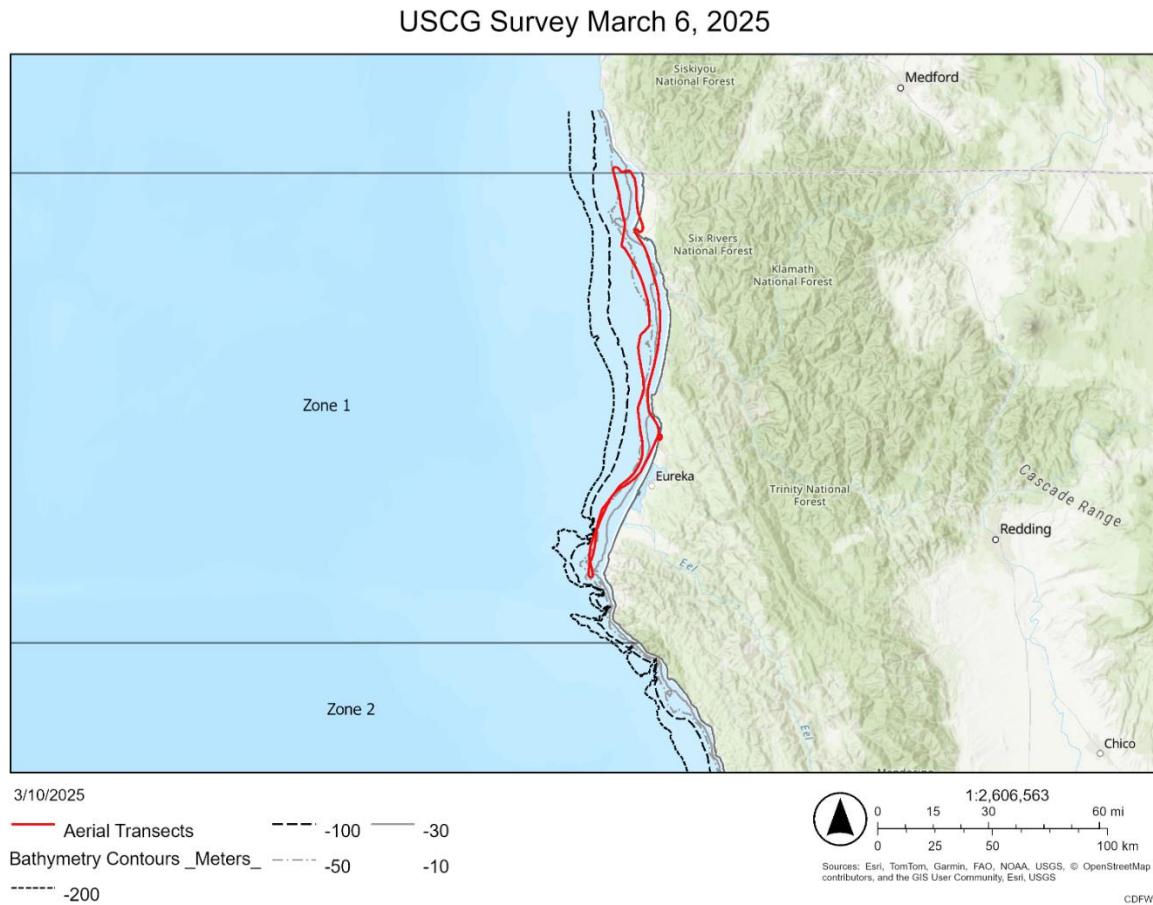 USCG Survey March 6, 2025
Siskiyou
National Forest
Medford
Six Rivers
National Forest
Klamath
National Forest
Zone 1
Eureka
Trinity National
Forest
Cascade Range
Redding
Eel
Zone 2
Eel
Chico
3/10/2025
Aerial Transects
Bathymetry Contours _Meters_
-200
-100
-50
-30
-10
1:2,606,563
0 15 30 60 mi
0 25 50 100 km
Sources: Esri, TomTom, Garmin, FAO, NOAA, USGS, © OpenStreetMap
contributors, and the GIS User Community, Esri, USGS
CDFW